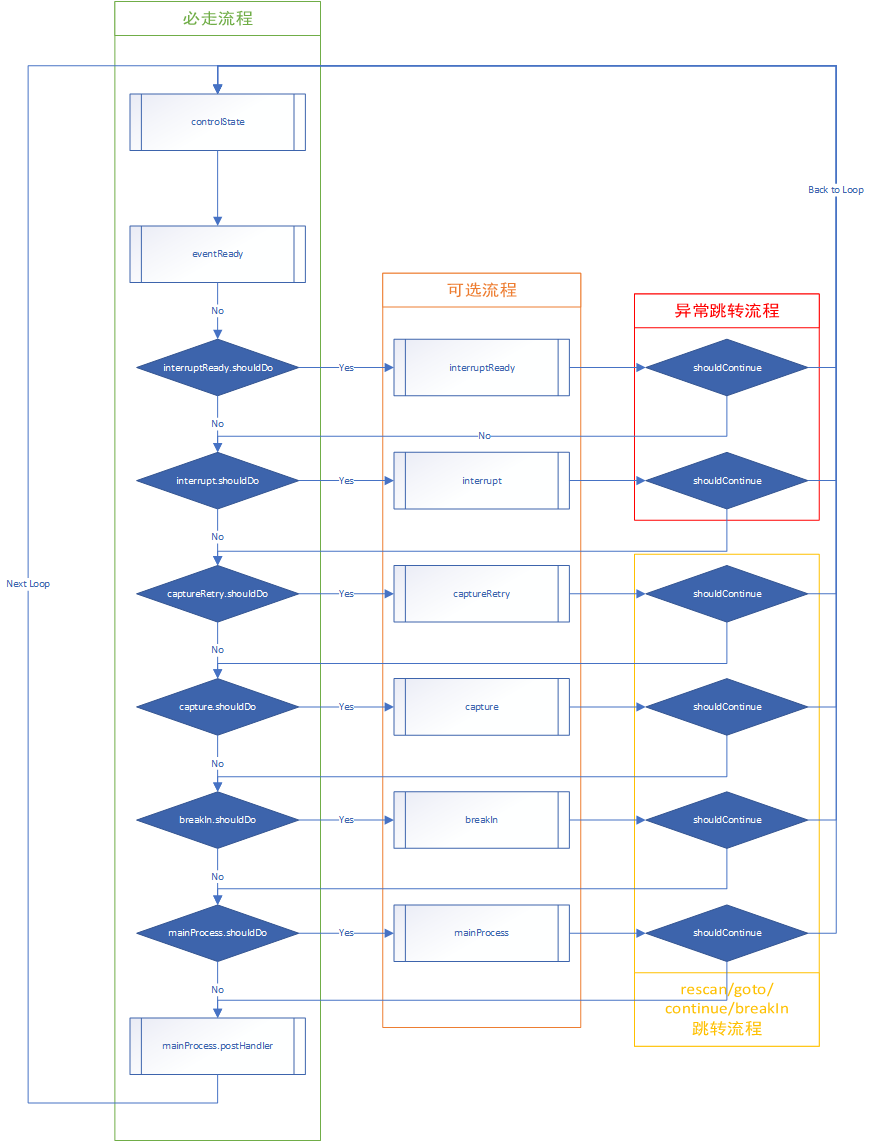 必走流程
controlState
Back to Loop
eventReady
可选流程
异常跳转流程
No
interruptReady.shouldDo
Yes
interruptReady
shouldContinue
No
No
interrupt.shouldDo
Yes
interrupt
shouldContinue
No
Next Loop
captureRetry.shouldDo
Yes
captureRetry
shouldContinue
No
capture.shouldDo
Yes
capture
shouldContinue
No
breakIn.shouldDo
Yes
breakIn
shouldContinue
No
mainProcess.shouldDo
Yes
mainProcess
shouldContinue
No
rescan/goto/
continue/breakIn
跳转流程
mainProcess.postHandler